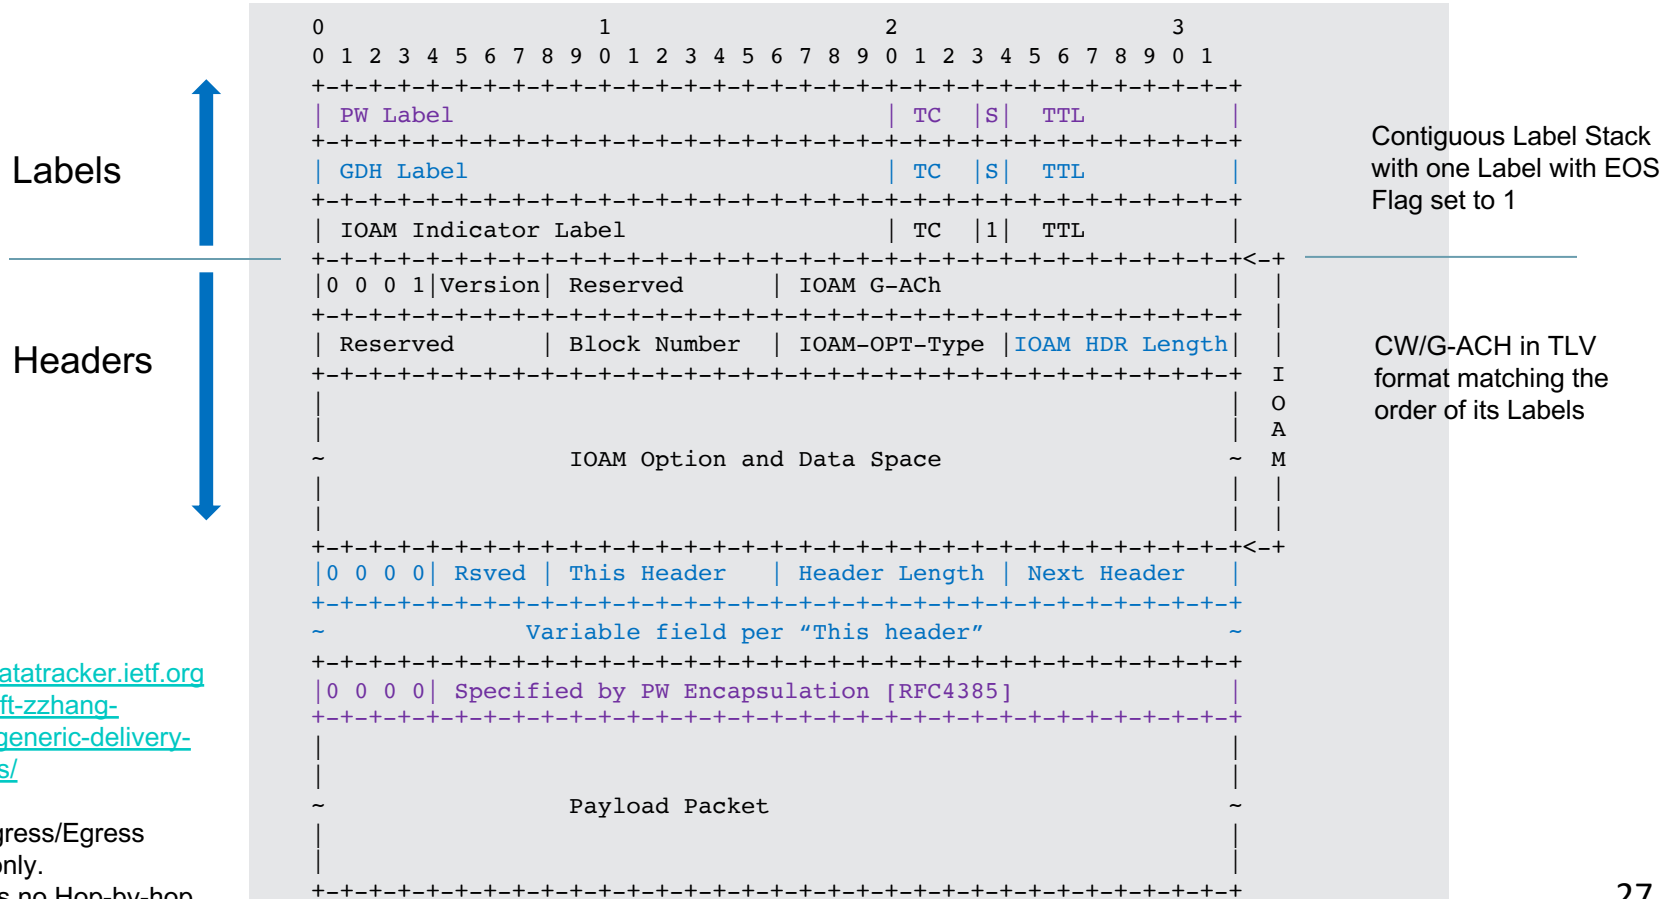 0                   1                   2                   3
0 1 2 3 4 5 6 7 8 9 0 1 2 3 4 5 6 7 8 9 0 1 2 3 4 5 6 7 8 9 0 1
+-+-+-+-+-+-+-+-+-+-+-+-+-+-+-+-+-+-+-+-+-+-+-+-+-+-+-+-+-+-+-+-+
| PW Label                              | TC  |S|  TTL          |
+-+-+-+-+-+-+-+-+-+-+-+-+-+-+-+-+-+-+-+-+-+-+-+-+-+-+-+-+-+-+-+-+
| GDH Label                             | TC  |S|  TTL          |
+-+-+-+-+-+-+-+-+-+-+-+-+-+-+-+-+-+-+-+-+-+-+-+-+-+-+-+-+-+-+-+-+
| IOAM Indicator Label                  | TC  |1|  TTL          |
+-+-+-+-+-+-+-+-+-+-+-+-+-+-+-+-+-+-+-+-+-+-+-+-+-+-+-+-+-+-+-+-+<-+
|0 0 0 1|Version| Reserved      | IOAM G-ACh                    |  |
+-+-+-+-+-+-+-+-+-+-+-+-+-+-+-+-+-+-+-+-+-+-+-+-+-+-+-+-+-+-+-+-+  |
| Reserved      | Block Number  | IOAM-OPT-Type |IOAM HDR Length|  |
+-+-+-+-+-+-+-+-+-+-+-+-+-+-+-+-+-+-+-+-+-+-+-+-+-+-+-+-+-+-+-+-+  I
|                                                               |  O
|                                                               |  A
~                 IOAM Option and Data Space                    ~  M
|                                                               |  |
|                                                               |  |
+-+-+-+-+-+-+-+-+-+-+-+-+-+-+-+-+-+-+-+-+-+-+-+-+-+-+-+-+-+-+-+-+<-+
|0 0 0 0| Rsved | This Header   | Header Length | Next Header   |
+-+-+-+-+-+-+-+-+-+-+-+-+-+-+-+-+-+-+-+-+-+-+-+-+-+-+-+-+-+-+-+-+
~              Variable field per “This header”                 ~
+-+-+-+-+-+-+-+-+-+-+-+-+-+-+-+-+-+-+-+-+-+-+-+-+-+-+-+-+-+-+-+-+
|0 0 0 0| Specified by PW Encapsulation [RFC4385]               |
+-+-+-+-+-+-+-+-+-+-+-+-+-+-+-+-+-+-+-+-+-+-+-+-+-+-+-+-+-+-+-+-+
|                                                               |
|                                                               |
~                 Payload Packet                                ~
|                                                               |
|                                                               |
+-+-+-+-+-+-+-+-+-+-+-+-+-+-+-+-+-+-+-+-+-+-+-+-+-+-+-+-+-+-+-+-+
Labels
Headers
Contiguous Label Stack
with one Label with EOS
Flag set to 1
CW/G-ACH in TLV
format matching the
order of its Labels
atatracker.ietf.org
ft-zzhang-
generic-delivery-
s/
gress/Egress
only.
s no Hop-by-hop
27